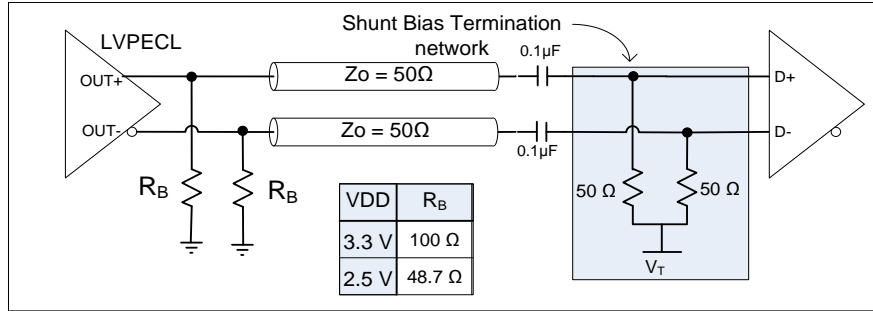 LVPECL
Shunt Bias Termination
network
0.1µF
OUT+
Zo = 50Ω
D+
OUT-
Zo = 50Ω
D-
0.1µF
RB
RB
50 Ω
50 Ω
VT
VDD RB
3.3 V 100 Ω
2.5 V 48.7 Ω